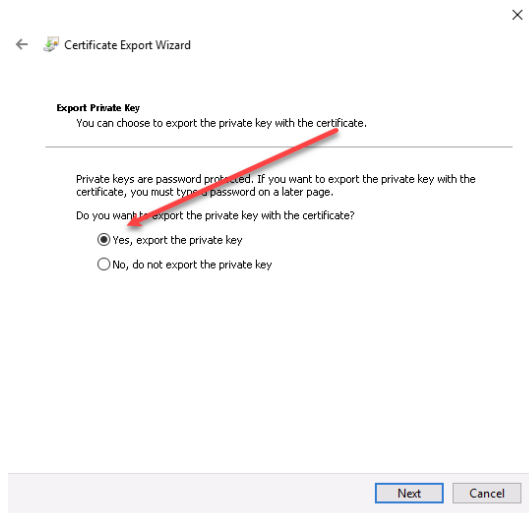 Certificate Export Wizard
Export Private Key
You can choose to export the private key with the certificate.
Private keys are password protected. If you want to export the private key with the
certificate, you must type a password on a later page.
Do you want to export the private key with the certificate?
Yes, export the private key
No, do not export the private key
Next
Cancel